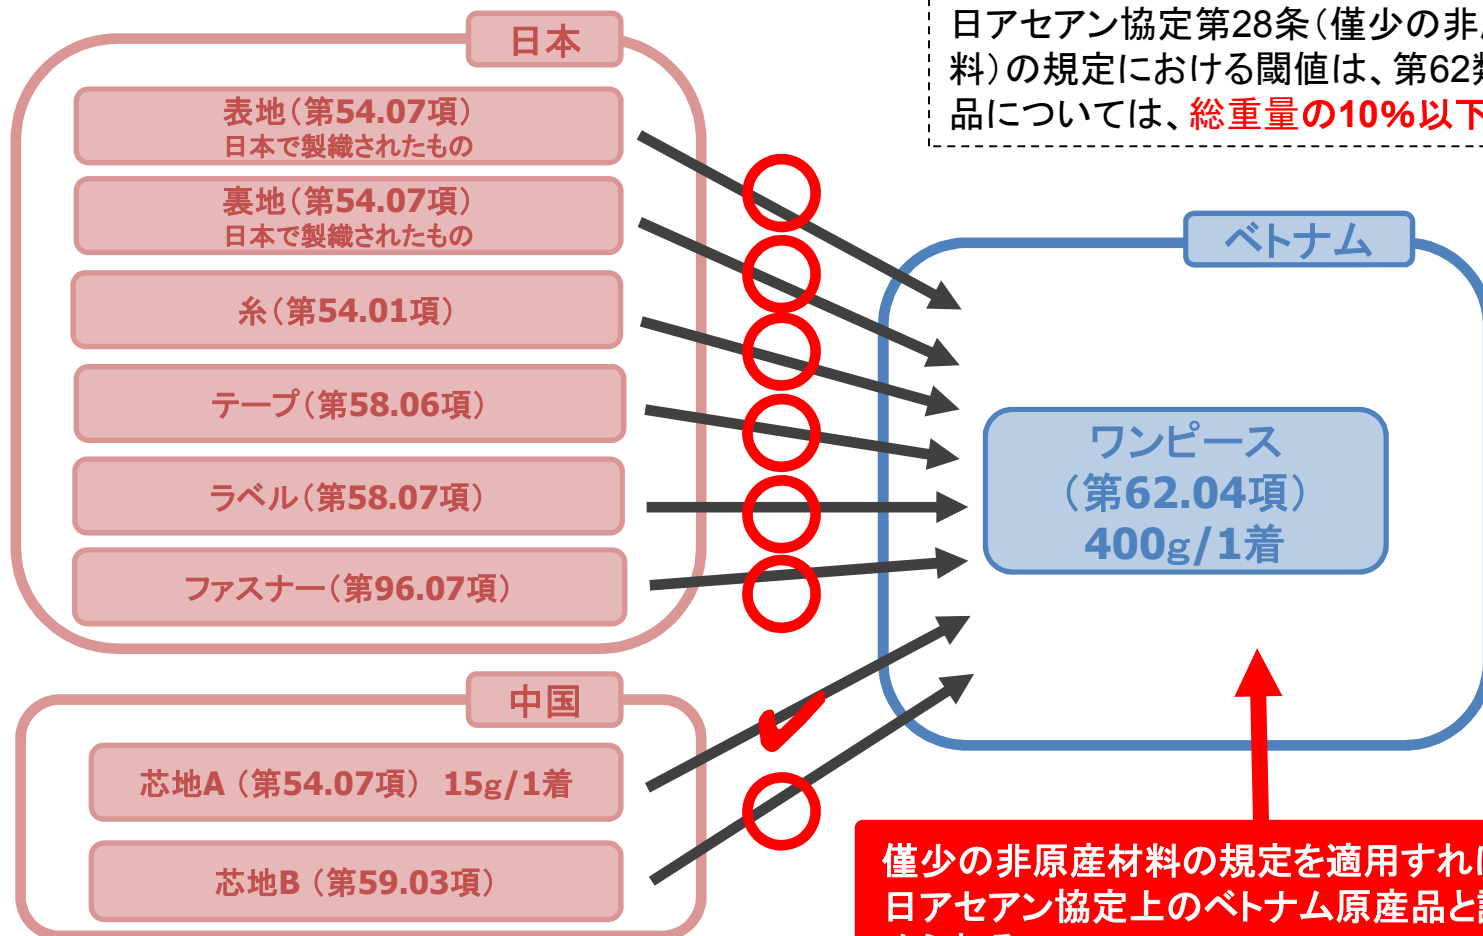 日アセアン協定第28条（僅少の非
料）の規定における閾値は、第62
品については、総重量の10%以下
日本
表地（第54.07項）
日本で製織されたもの
裏地（第54.07項）
日本で製織されたもの
糸（第54.01項）
テープ（第58.06項）
ラベル（第58.07項）
ファスナー（第96.07項）
ベトナム
ワンピース
（第62.04項）
400g/1着
中国
芯地A （第54.07項） 15g/1着
芯地B （第59.03項）
僅少の非原産材料の規定を適用すれ
日アセアン協定上のベトナム原産品と